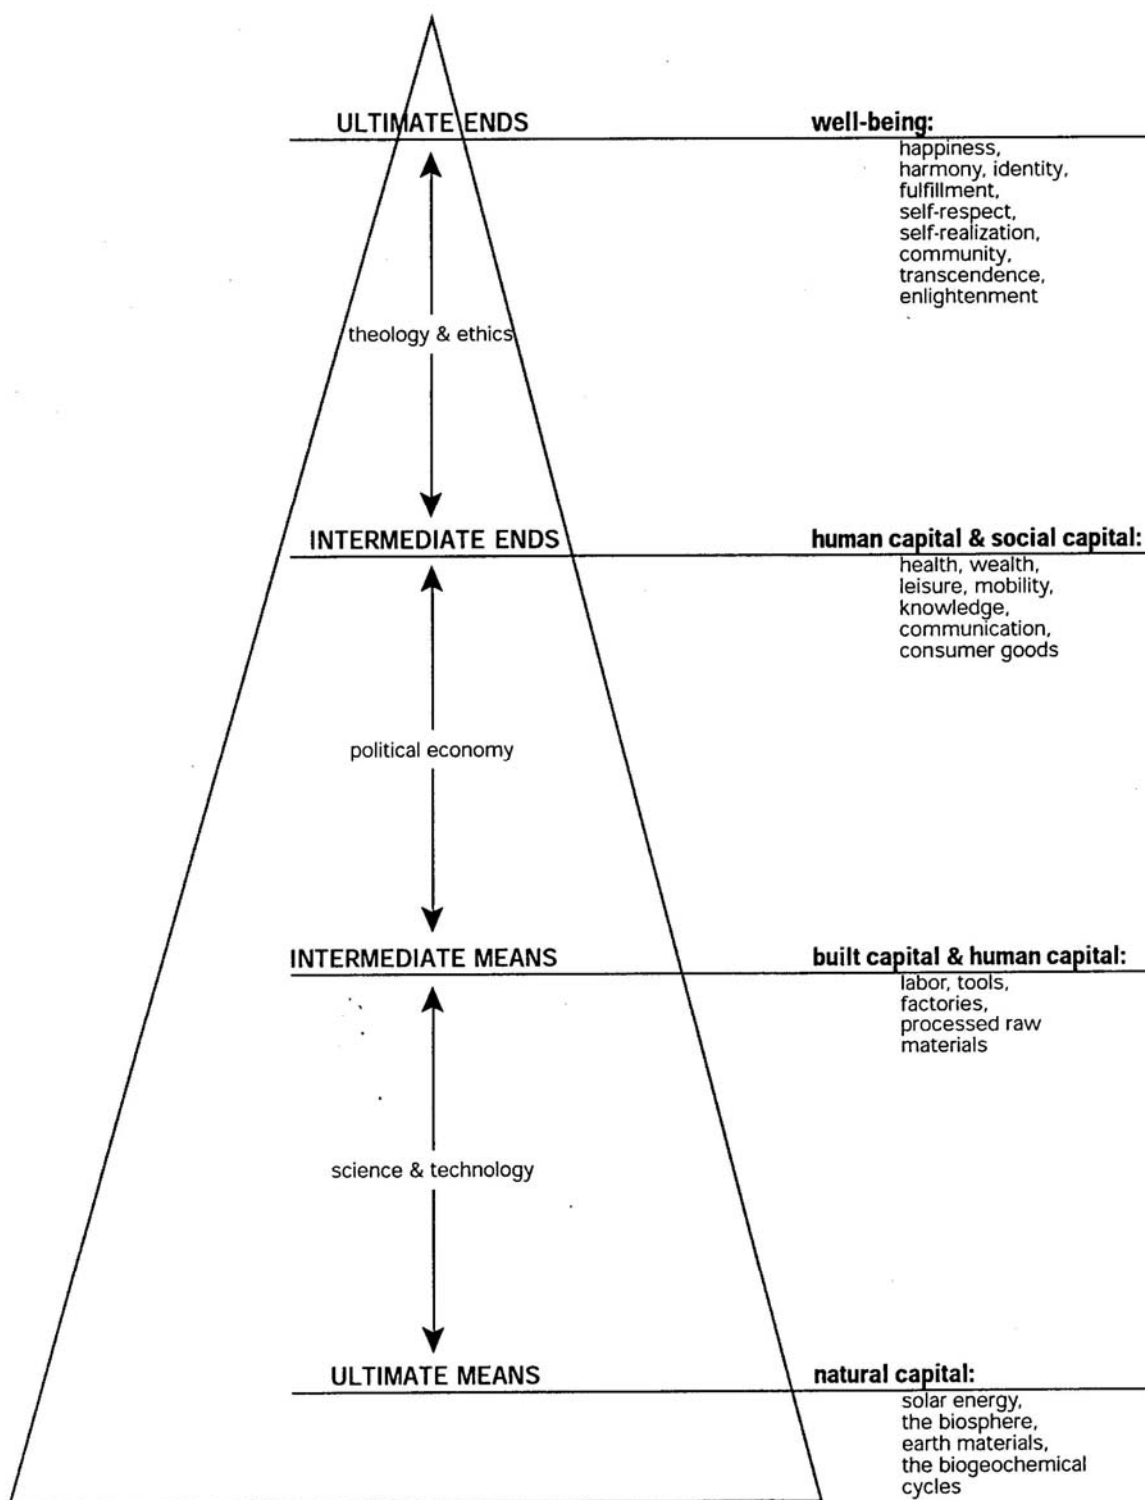 ULTIMATE ENDS
well-being:
happiness,
harmony, identity,
fulfillment,
self-respect,
self-realization,
community,
transcendence,
enlightenment
theology & ethics
INTERMEDIATE ENDS
human capital & social capital:
health, wealth,
leisure, mobility,
knowledge,
communication,
consumer goods
political economy
INTERMEDIATE MEANS
built capital & human capital:
labor, tools,
factories,
processed raw
materials
science & technology
ULTIMATE MEANS
natural capital:
solar energy,
the biosphere,
earth materials,
the biogeochemical
cycles